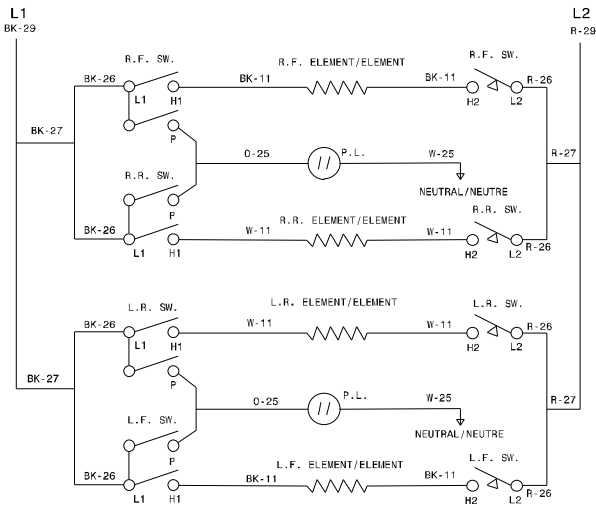 L1
L2
BK-29
R-29
R.F. SW.
R.F. ELEMENT/ELEMENT
R.F. SW.
BK-26
BK-11
BK-11
R-26
L1
H1
H2
L2
P
BK-27
O-25
P.L.
W-25
R-27
R.R. SW.
NEUTRAL/NEUTRE
P
R.R. SW.
BK-26
R.R. ELEMENT/ELEMENT
W-11
W-11
R-26
L1
H1
H2
L2
L.R. SW.
L.R. ELEMENT/ELEMENT
L.R. SW.
BK-26
W-11
W-11
R-26
L1
H1
H2
L2
P
BK-27
O-25
P.L.
W-25
R-27
L.F. SW.
NEUTRAL/NEUTRE
P
L.F. SW.
BK-26
L.F. ELEMENT/ELEMENT
BK-11
BK-11
R-26
L1
H1
H2
L2